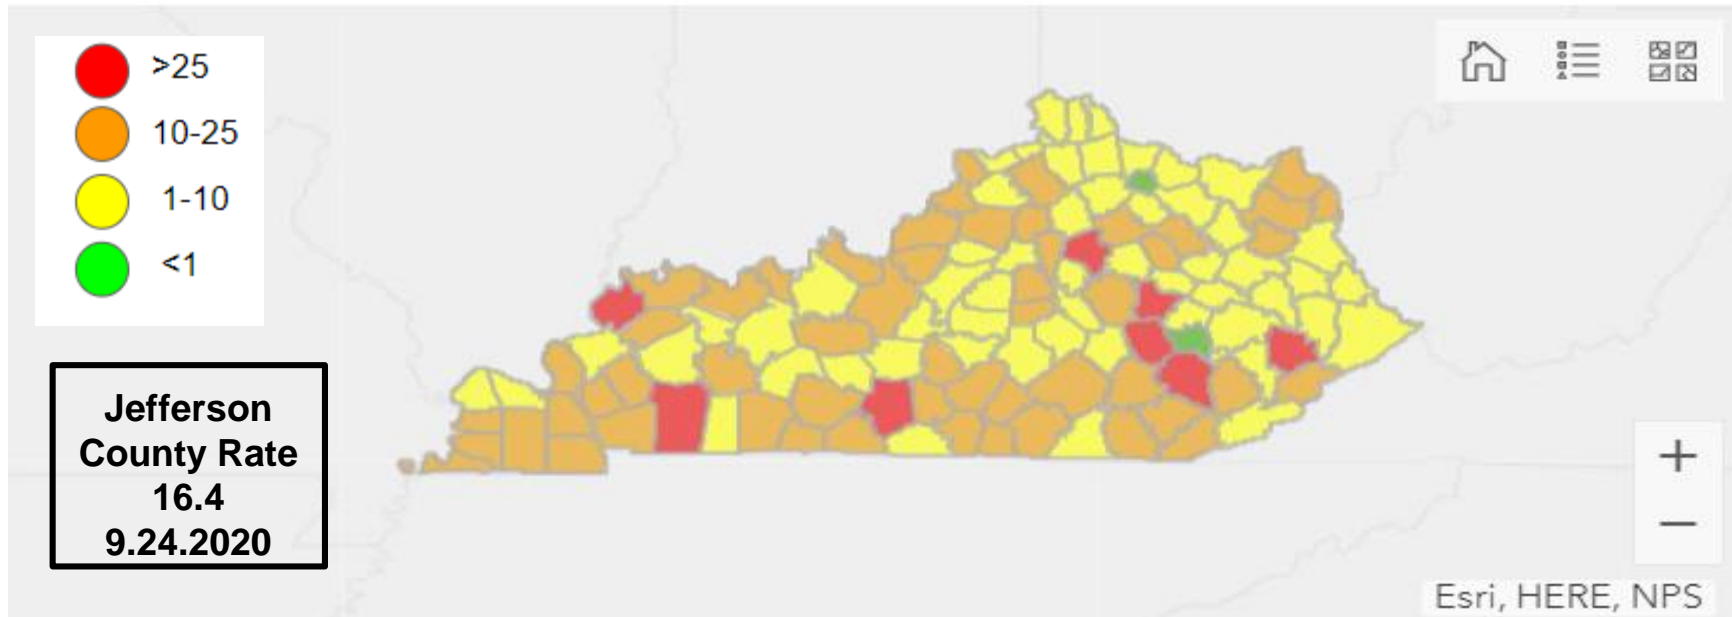 >25
10-25
1-10
<1
Jefferson
County Rate
16.4
9.24.2020
Esri, HERE, NPS